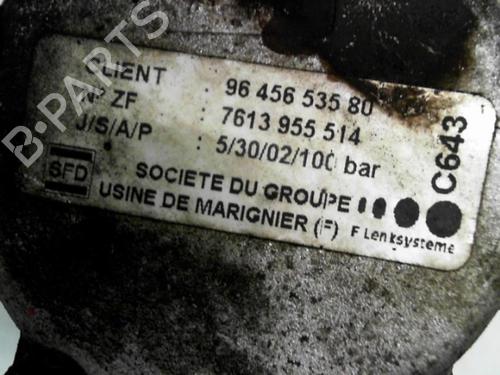 B-PARTS
LIENT : 96 456 535 80
N° ZF : 7613 955 514
J/S/A/P : 5/30/02/100 bar
C643
SFD
SOCIETE DU GROUPE
USINE DE MARIGNIER (F) F Lenksysteme